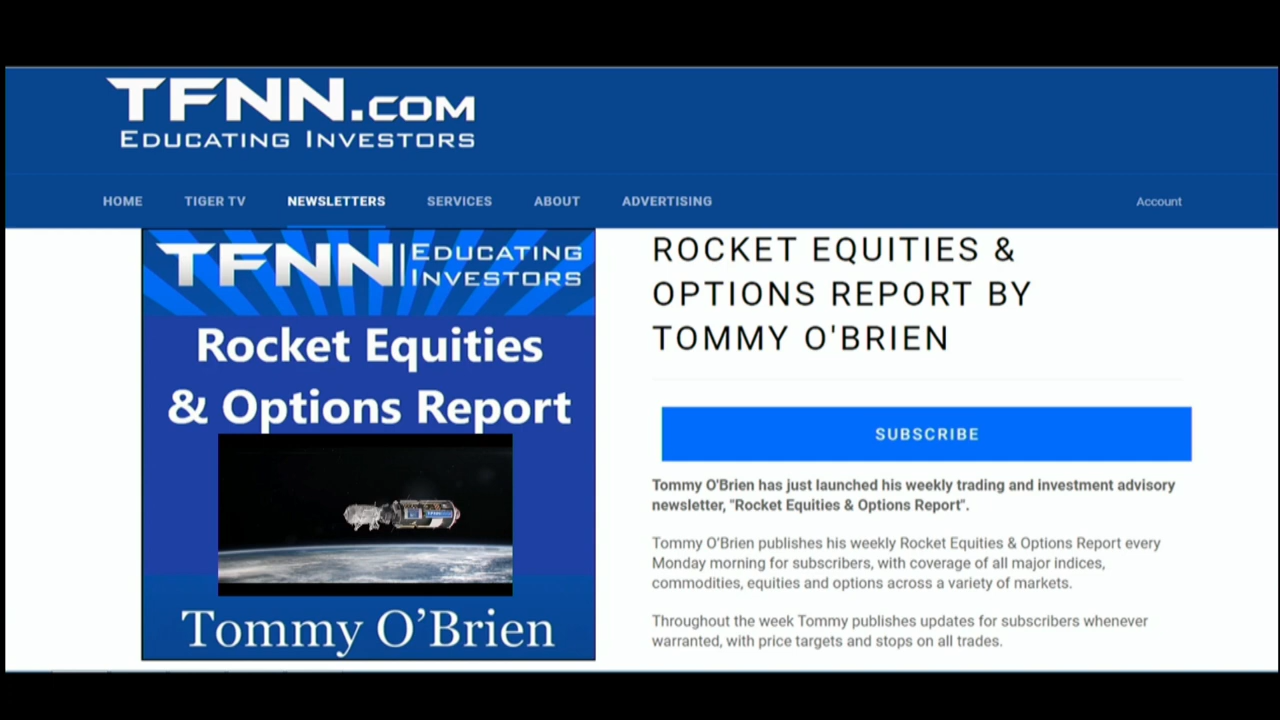 TFNN.COM
EDUCATING INVESTORS
HOME TIGER TV NEWSLETTERS SERVICES ABOUT ADVERTISING Account
TFNN EDUCATING
INVESTORS
Rocket Equities
& Options Report
Tommy O’Brien
ROCKET EQUITIES &
OPTIONS REPORT BY
TOMMY O'BRIEN
SUBSCRIBE
Tommy O'Brien has just launched his weekly trading and investment advisory
newsletter, "Rocket Equities & Options Report".
Tommy O’Brien publishes his weekly Rocket Equities & Options Report every
Monday morning for subscribers, with coverage of all major indices,
commodities, equities and options across a variety of markets.
Throughout the week Tommy publishes updates for subscribers whenever
warranted, with price targets and stops on all trades.